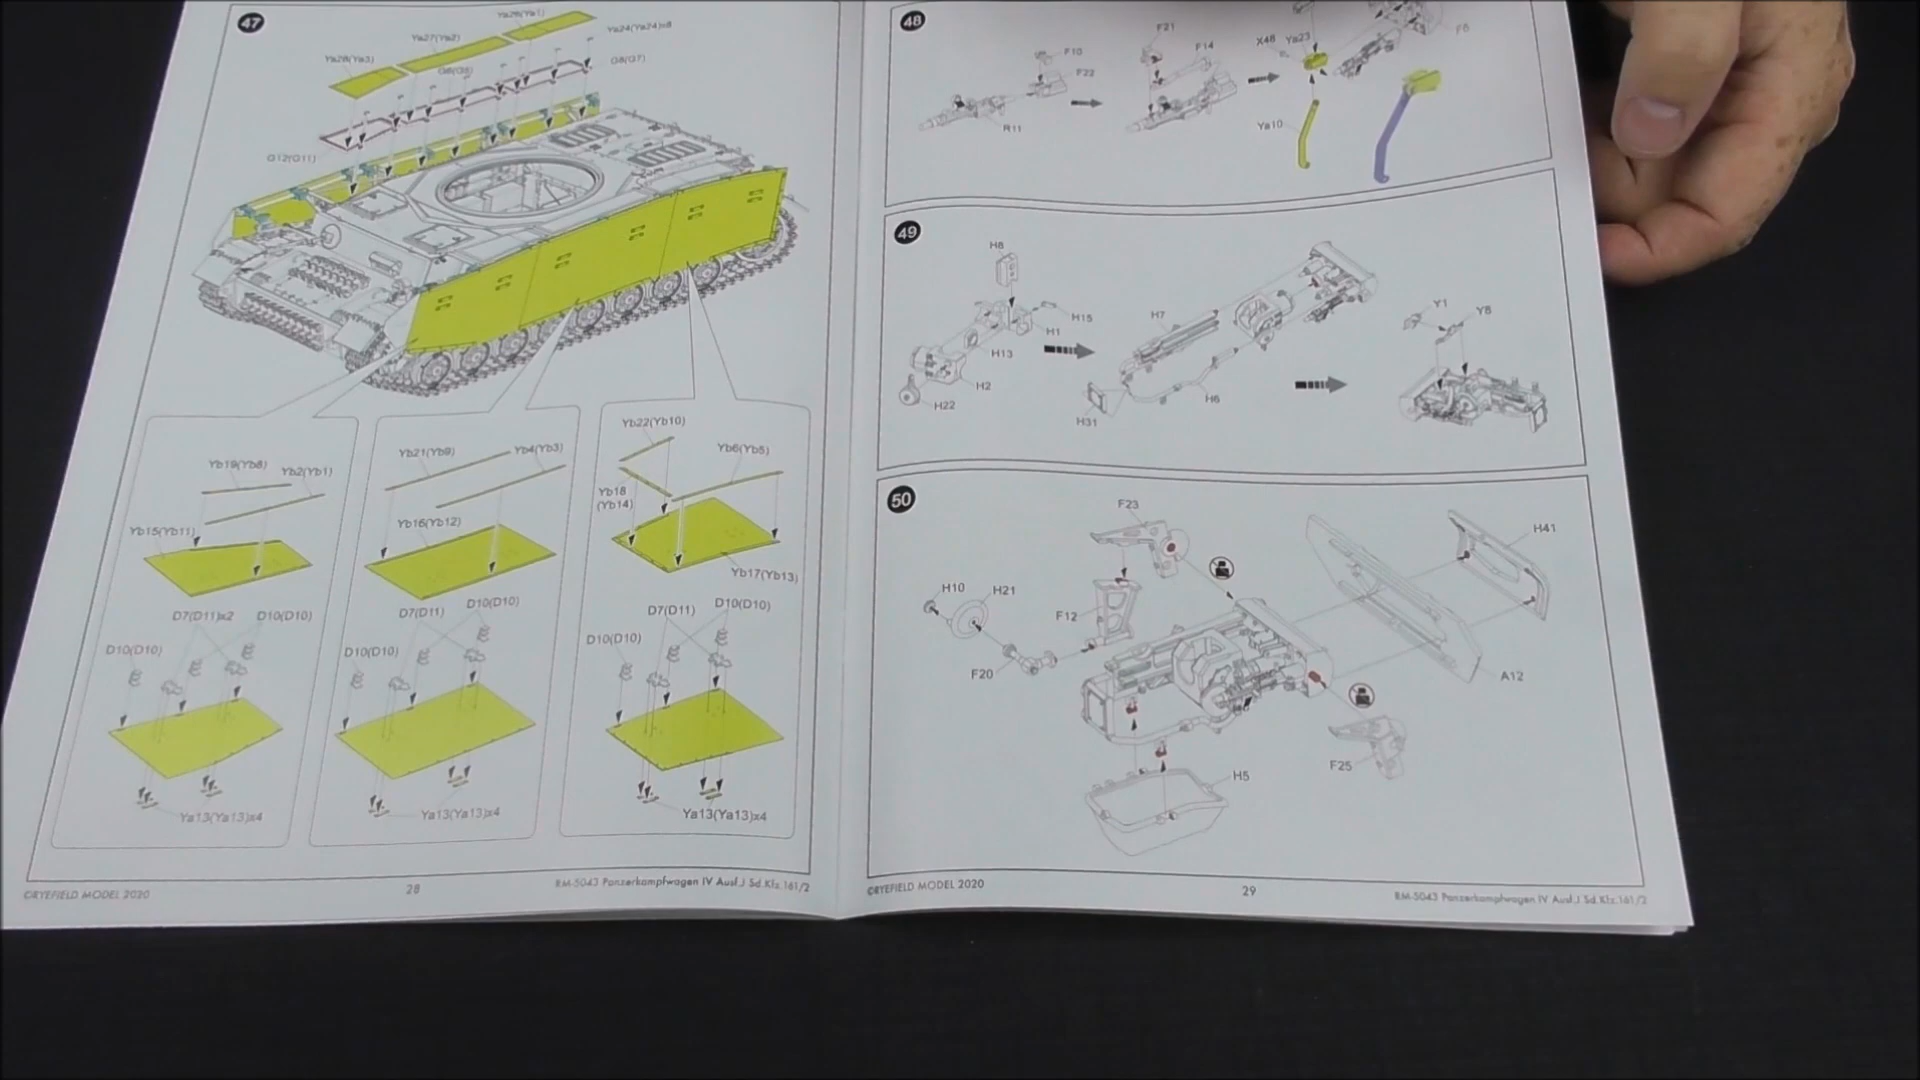 47
Ya26(Ya1)
Ya27(Ya2)
Ya24(Ya24)x8
Ya28(Ya3)
G8(G7)
G12(G11)
Yb19(Yb8)
Yb2(Yb1)
Yb15(Yb11)
D7(D11)x2
D10(D10)
D10(D10)
Ya13(Ya13)x4
Yb21(Yb9)
Yb4(Yb3)
Yb16(Yb12)
D7(D11)
D10(D10)
D10(D10)
Ya13(Ya13)x4
Yb22(Yb10)
Yb6(Yb5)
Yb18
(Yb14)
Yb17(Yb13)
D7(D11)
D10(D10)
D10(D10)
Ya13(Ya13)x4
©RYEFIELD MODEL 2020
28
RM-5043 Panzerkampfwagen IV Ausf.J Sd.Kfz.161/2
48
F10
F22
R11
F21
F14
X48
Ya23
Ya10
49
H8
H15
H1
H13
H2
H22
H7
H6
H31
Y1
50
F23
H41
H10
H21
F12
F20
A12
F25
H5
©RYEFIELD MODEL 2020
29
RM-5043 Panzerkampfwagen IV Ausf.J Sd.Kfz.161/2